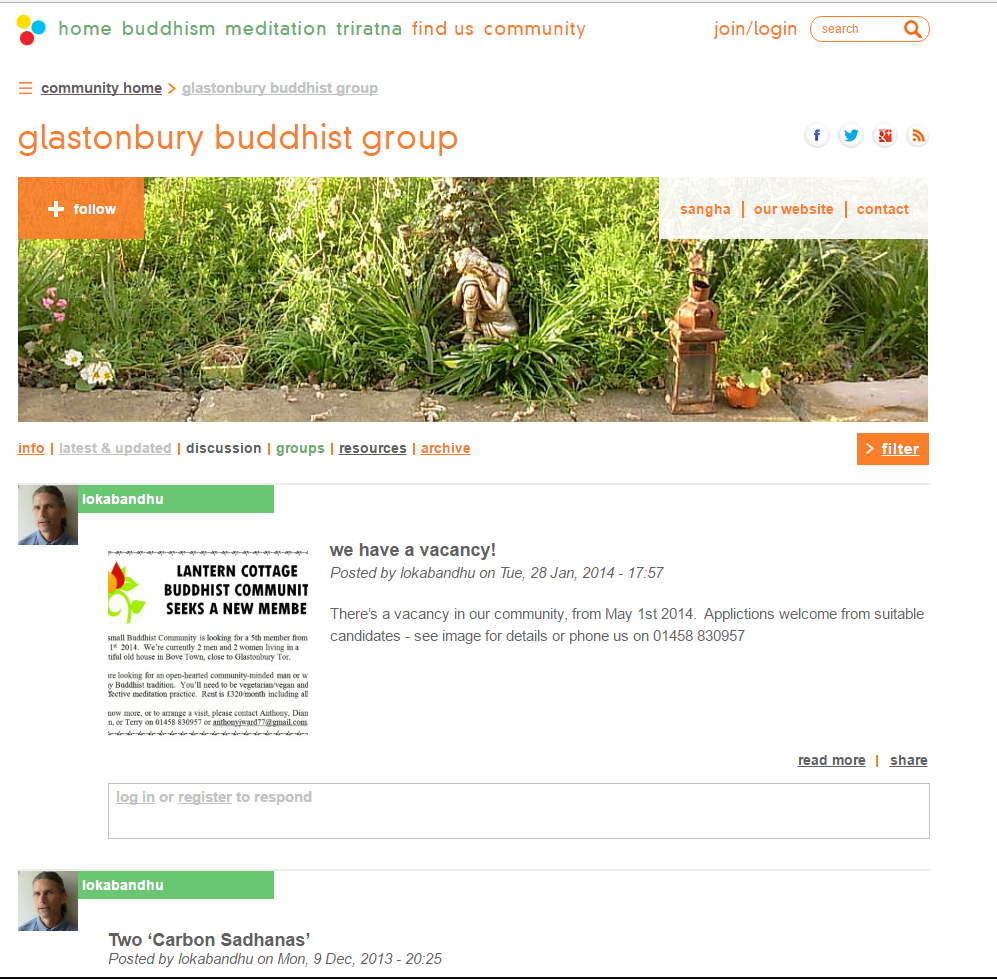 home buddhism meditation triratna find us community join/login search
community home > glastonbury buddhist group
glastonbury buddhist group
f
+ follow
sangha | our website | contact
info | latest & updated | discussion | groups | resources | archive
> filter
lokabandhu
LANTERN COTTAGE
BUDDHIST COMMUNIT
SEEKS A NEW MEMBE
small Buddhist Community is looking for a 5th member from
1st 2014. We're currently 2 men and 2 women living in a
tiful old house in Bove Town, close to Glastonbury Tor.
re looking for an open-hearted community-minded man or w
y Buddhist tradition. You'll need to be vegetarian/vegan and
ffective meditation practice. Rent is £320/month including all
now more, or to arrange a visit, please contact Anthony, Dian
n, or Terry on 01458 830957 or anthonyjward77@gmail.com
we have a vacancy!
Posted by lokabandhu on Tue, 28 Jan, 2014 - 17:57
There's a vacancy in our community, from May 1st 2014. Applictions welcome from suitable
candidates - see image for details or phone us on 01458 830957
read more | share
log in or register to respond
lokabandhu
Two ‘Carbon Sadhanas’
Posted by lokabandhu on Mon, 9 Dec, 2013 - 20:25